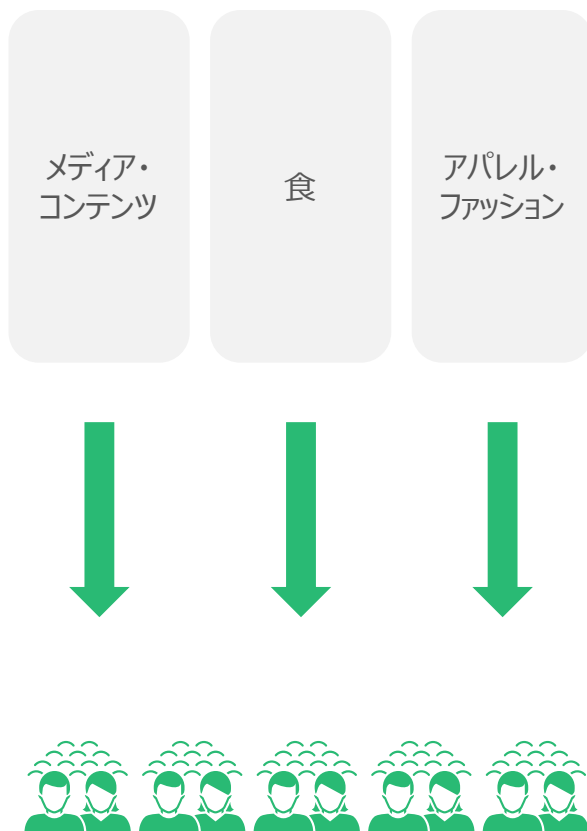 メディア・
コンテンツ
食
アパレル・
ファッション